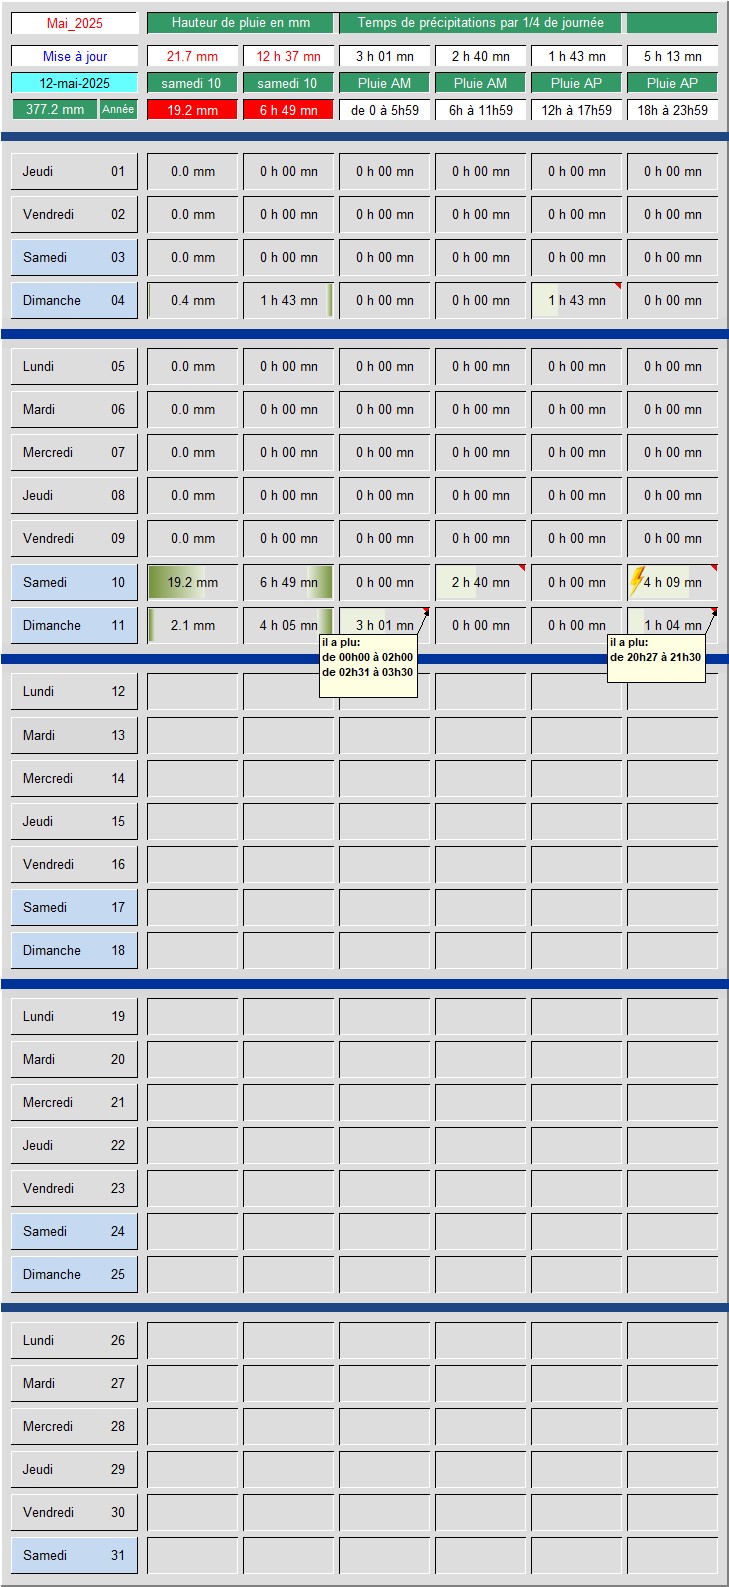 Mai_2025 Hauteur de pluie en mm Temps de précipitations par 1/4 de journée
Mise à jour 21.7 mm 12 h 37 mn 3 h 01 mn 2 h 40 mn 1 h 43 mn 5 h 13 mn
12-mai-2025 samedi 10 samedi 10 Pluie AM Pluie AM Pluie AP Pluie AP
377.2 mm Année 19.2 mm 6 h 49 mn de 0 à 5h59 6h à 11h59 12h à 17h59 18h à 23h59
Jeudi 01 0.0 mm 0 h 00 mn 0 h 00 mn 0 h 00 mn 0 h 00 mn 0 h 00 mn
Vendredi 02 0.0 mm 0 h 00 mn 0 h 00 mn 0 h 00 mn 0 h 00 mn 0 h 00 mn
Samedi 03 0.0 mm 0 h 00 mn 0 h 00 mn 0 h 00 mn 0 h 00 mn 0 h 00 mn
Dimanche 04 0.4 mm 1 h 43 mn 0 h 00 mn 0 h 00 mn 1 h 43 mn 0 h 00 mn
Lundi 05 0.0 mm 0 h 00 mn 0 h 00 mn 0 h 00 mn 0 h 00 mn 0 h 00 mn
Mardi 06 0.0 mm 0 h 00 mn 0 h 00 mn 0 h 00 mn 0 h 00 mn 0 h 00 mn
Mercredi 07 0.0 mm 0 h 00 mn 0 h 00 mn 0 h 00 mn 0 h 00 mn 0 h 00 mn
Jeudi 08 0.0 mm 0 h 00 mn 0 h 00 mn 0 h 00 mn 0 h 00 mn 0 h 00 mn
Vendredi 09 0.0 mm 0 h 00 mn 0 h 00 mn 0 h 00 mn 0 h 00 mn 0 h 00 mn
Samedi 10 19.2 mm 6 h 49 mn 0 h 00 mn 2 h 40 mn 0 h 00 mn 4 h 09 mn
Dimanche 11 2.1 mm 4 h 05 mn 3 h 01 mn 0 h 00 mn 0 h 00 mn 1 h 04 mn
il a plu: il a plu:
de 00h00 à 02h00 de 20h27 à 21h30
de 02h31 à 03h30
Lundi 12
Mardi 13
Mercredi 14
Jeudi 15
Vendredi 16
Samedi 17
Dimanche 18
Lundi 19
Mardi 20
Mercredi 21
Jeudi 22
Vendredi 23
Samedi 24
Dimanche 25
Lundi 26
Mardi 27
Mercredi 28
Jeudi 29
Vendredi 30
Samedi 31